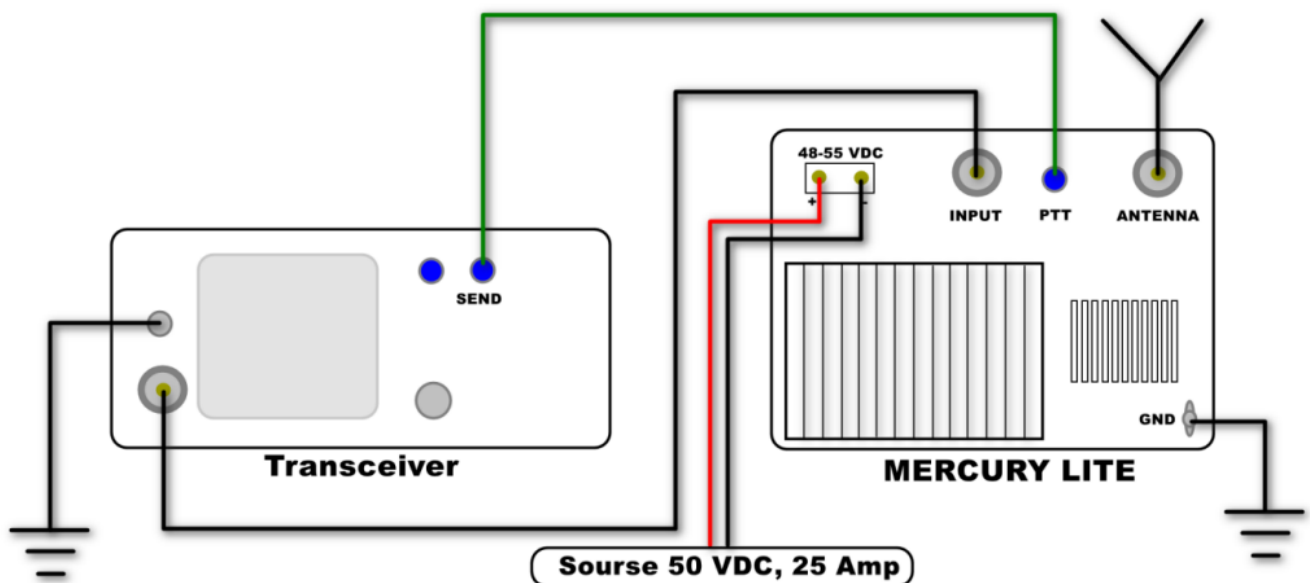 48-55 VDC
+ -
INPUT
PTT
ANTENNA
SEND
GND
Transceiver
MERCURY LITE
Sourse 50 VDC, 25 Amp